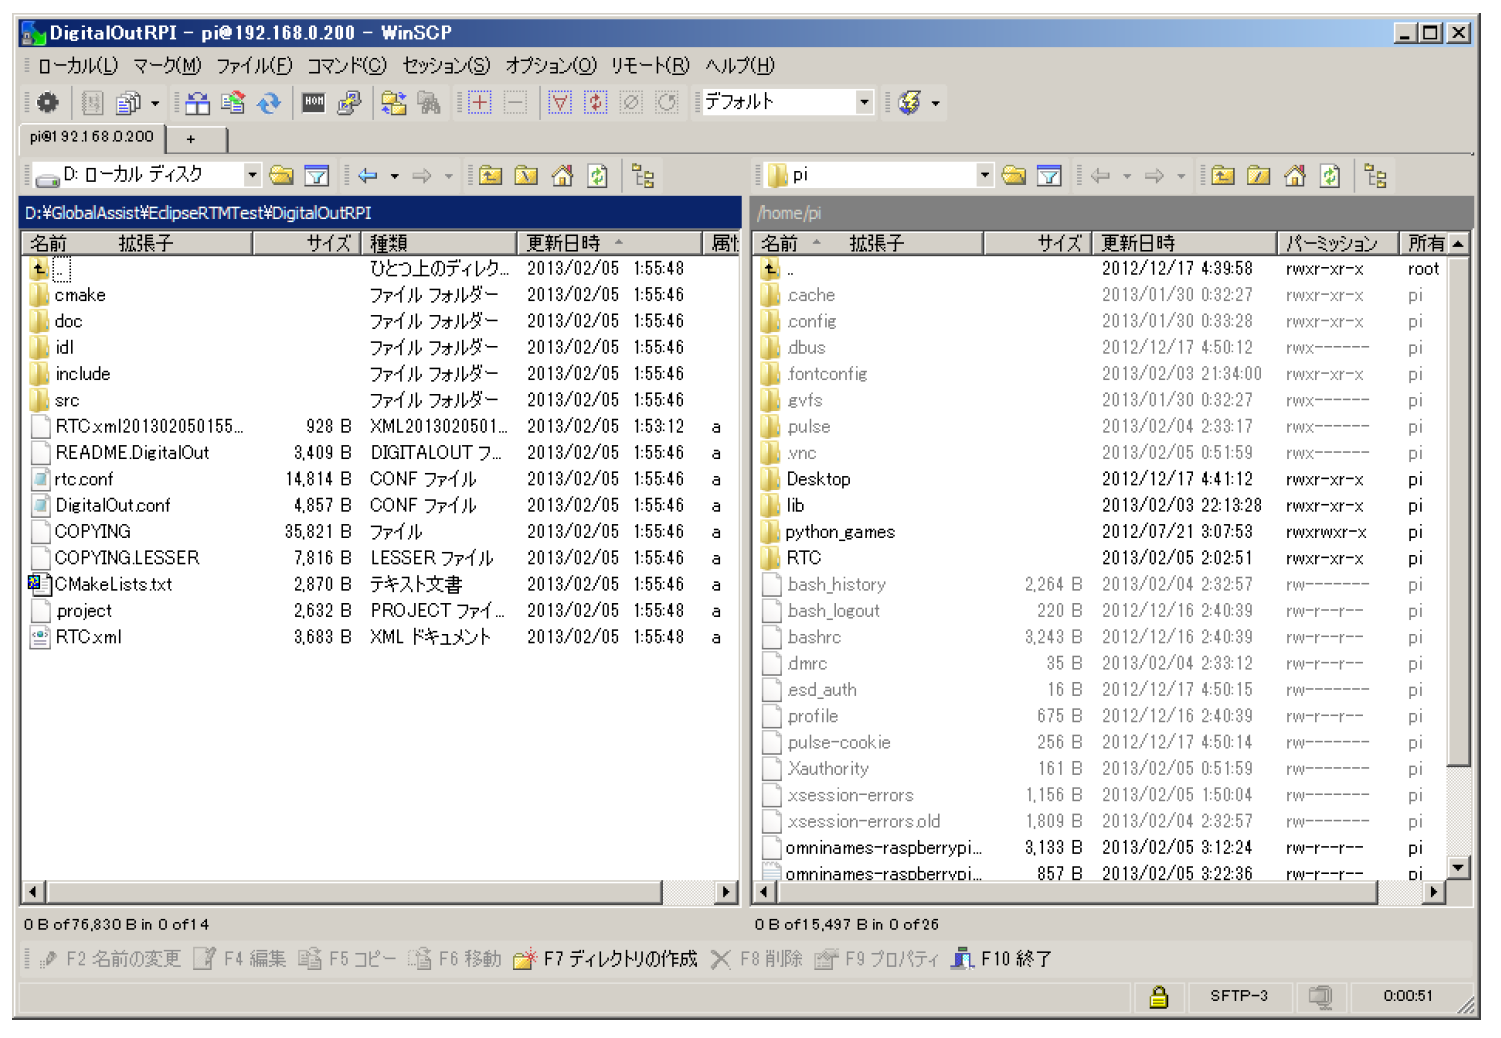 DigitalOutRPI - pi@192.168.0.200 - WinSCP
ローカル(L) マーク(M) ファイル(F) コマンド(C) セッション(S) オプション(O) リモート(R) ヘルプ(H)
デフォルト
pi@192.168.0.200 +
D: ローカル ディスク
pi
D:¥GlobalAssist¥EclipseRTMTest¥DigitalOutRPI
名前 拡張子 サイズ 種類 更新日時
.. ひとつ上のディレク... 2013/02/05 1:55:48
cmake ファイル フォルダー 2013/02/05 1:55:46
doc ファイル フォルダー 2013/02/05 1:55:46
idl ファイル フォルダー 2013/02/05 1:55:46
include ファイル フォルダー 2013/02/05 1:55:46
src ファイル フォルダー 2013/02/05 1:55:46
RTC.xml201302050155... 928 B XML2013020501... 2013/02/05 1:53:12 a
README.DigitalOut 3,409 B DIGITALOUT フ... 2013/02/05 1:55:46 a
rtc.conf 14,814 B CONF ファイル 2013/02/05 1:55:46 a
DigitalOut.conf 4,857 B CONF ファイル 2013/02/05 1:55:46 a
COPYING 35,821 B ファイル 2013/02/05 1:55:46 a
COPYING.LESSER 7,816 B LESSER ファイル 2013/02/05 1:55:46 a
CMakeLists.txt 2,870 B テキスト文書 2013/02/05 1:55:46 a
.project 2,632 B PROJECT ファイ... 2013/02/05 1:55:48 a
RTC.xml 3,683 B XML ドキュメント 2013/02/05 1:55:48 a
0 B of 76,830 B in 0 of 14
/home/pi
名前 拡張子 サイズ 更新日時 パーミッション 所有
.. 2012/12/17 4:39:58 rwxr-xr-x root
.cache 2013/01/30 0:32:27 rwxr-xr-x pi
.config 2013/01/30 0:33:28 rwxr-xr-x pi
.dbus 2012/12/17 4:50:12 rwx------ pi
.fontconfig 2013/02/03 21:34:00 rwxr-xr-x pi
.gvfs 2013/01/30 0:32:27 rwx------ pi
.pulse 2013/02/04 2:33:17 rwx------ pi
.vnc 2013/02/05 0:51:59 rwx------ pi
Desktop 2012/12/17 4:41:12 rwxr-xr-x pi
lib 2013/02/03 22:13:28 rwxr-xr-x pi
python_games 2012/07/21 3:07:53 rwxrwxr-x pi
RTC 2013/02/05 2:02:51 rwxr-xr-x pi
.bash_history 2,264 B 2013/02/04 2:32:57 rw------- pi
.bash_logout 220 B 2012/12/16 2:40:39 rw-r--r-- pi
.bashrc 3,243 B 2012/12/16 2:40:39 rw-r--r-- pi
.dmrc 35 B 2013/02/04 2:33:12 rw-r--r-- pi
.esd_auth 16 B 2012/12/17 4:50:15 rw------- pi
.profile 675 B 2012/12/16 2:40:39 rw-r--r-- pi
.pulse-cookie 256 B 2012/12/17 4:50:14 rw------- pi
.Xauthority 161 B 2013/02/05 0:51:59 rw------- pi
.xsession-errors 1,156 B 2013/02/05 1:50:04 rw------- pi
.xsession-errors.old 1,809 B 2013/02/04 2:32:57 rw------- pi
omninames-raspberrypi... 3,133 B 2013/02/05 3:12:24 rw-r--r-- pi
omninames-raspberrypi... 857 B 2013/02/05 3:22:36 rw-r--r-- pi
0 B of 15,497 B in 0 of 26
F2 名前の変更 F4 編集 F5 コピー F6 移動 F7 ディレクトリの作成 F8 削除 F9 プロパティ F10 終了
SFTP-3 0:00:51